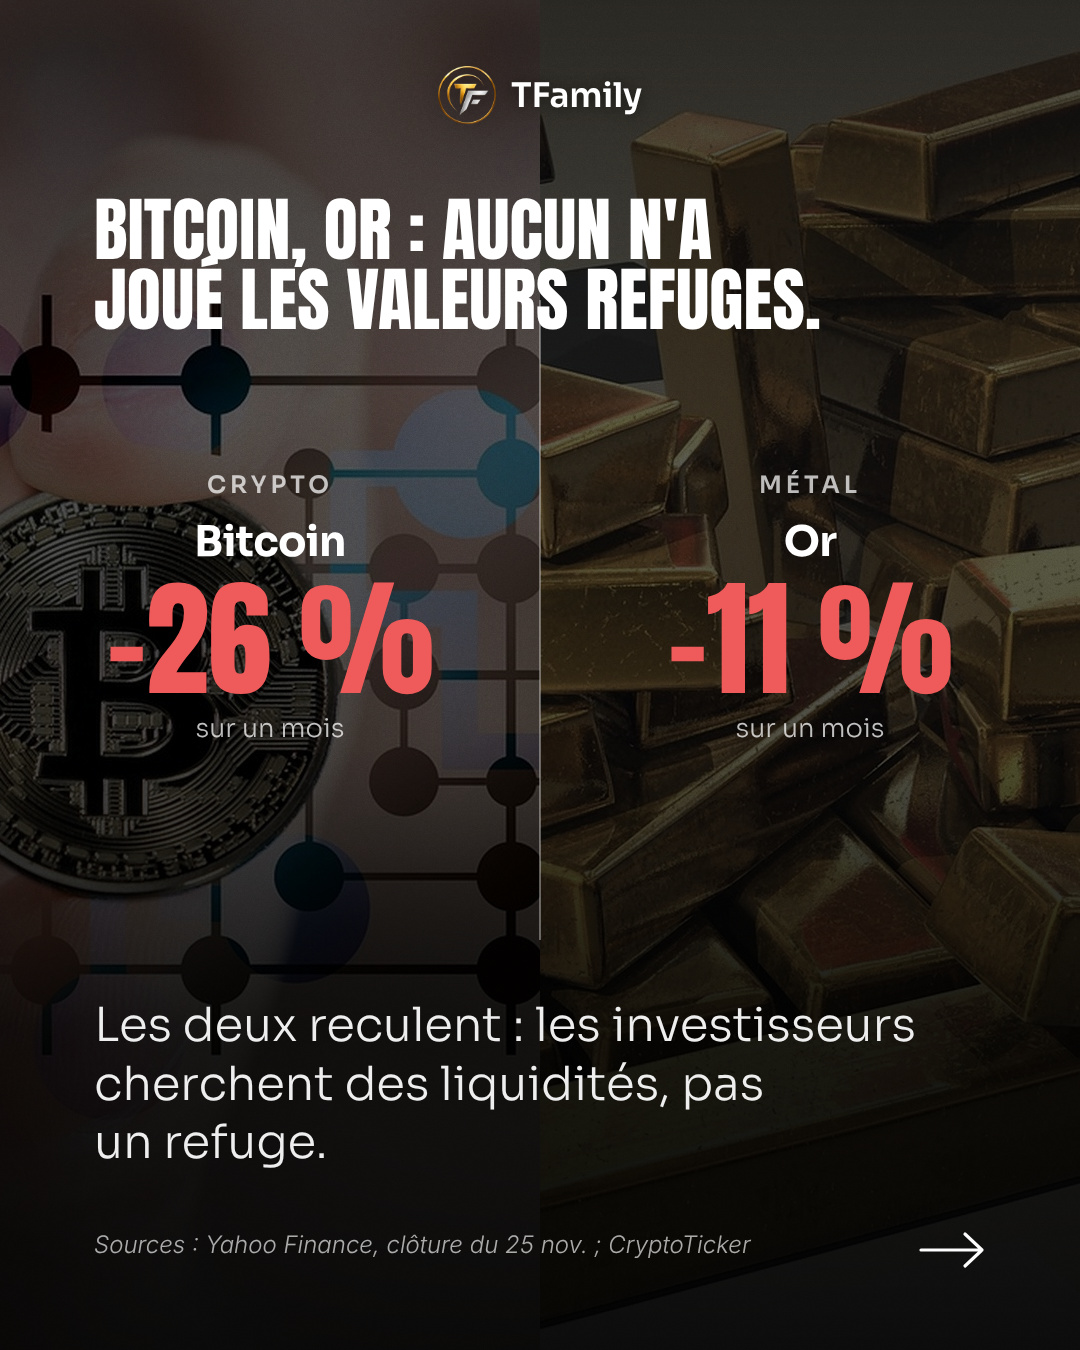 TFamily
BITCOIN, OR : AUCUN N'A
JOUÉ LES VALEURS REFUGES.
CRYPTO
Bitcoin
-26 %
sur un mois
MÉTAL
Or
-11 %
sur un mois
Les deux reculent : les investisseurs
cherchent des liquidités, pas
un refuge.
Sources : Yahoo Finance, clôture du 25 nov. ; CryptoTicker